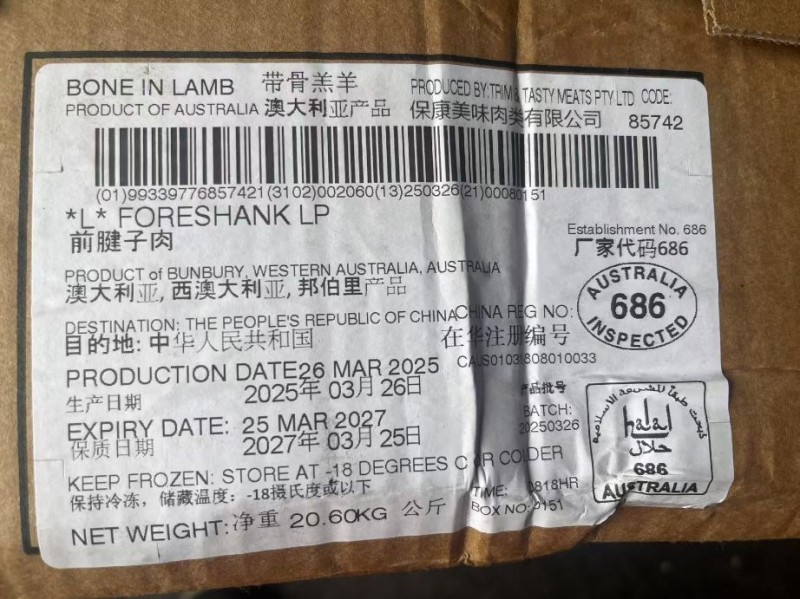 BONE IN LAMB 带骨羔羊
PRODUCT OF AUSTRALIA 澳大利亚产品
PRODUCED BY:TRIM & TASTY MEATS PTY LTD CODE:
保康美味肉类有限公司 85742
(01)99339776857421(3102)002060(13)250326(21)00080151
*L* FORESHANK LP
前腱子肉
Establishment No. 686
厂家代码686
PRODUCT of BUNBURY, WESTERN AUSTRALIA, AUSTRALIA
澳大利亚, 西澳大利亚, 邦伯里产品
AUSTRALIA
686
INSPECTED
DESTINATION: THE PEOPLE'S REPUBLIC OF CHINA
目的地: 中华人民共和国
CHINA REG NO:
在华注册编号
PRODUCTION DATE26 MAR 2025
生产日期 2025年 03月 26日
EXPIRY DATE: 25 MAR 2027
保质日期 2027年 03月 25日
产品批号
BATCH:
20250326
halal
حلال
686
AUSTRALIA
KEEP FROZEN: STORE AT -18 DEGREES C OR COLDER
保持冷冻, 储藏温度: -18摄氏度或以下
TIME: 0818HR
BOX NO: 0151
NET WEIGHT: 净重 20.60KG 公斤